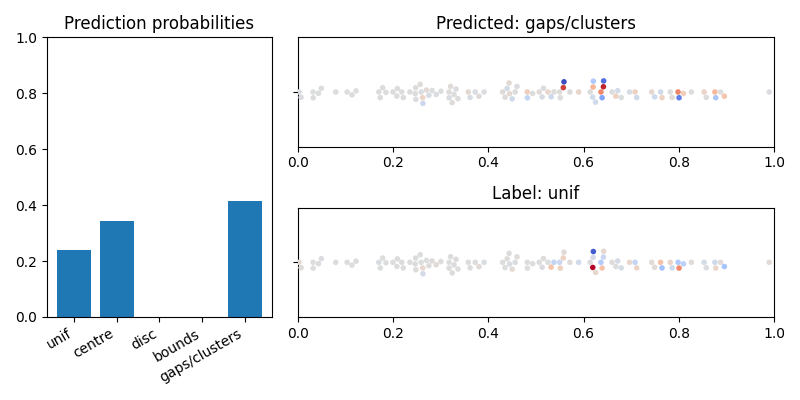 Prediction probabilities
1.0
0.8
0.6
0.4
0.2
0.0
unif
centre
disc
bounds
gaps/clusters
Predicted: gaps/clusters
0.0 0.2 0.4 0.6 0.8 1.0
Label: unif
0.0 0.2 0.4 0.6 0.8 1.0